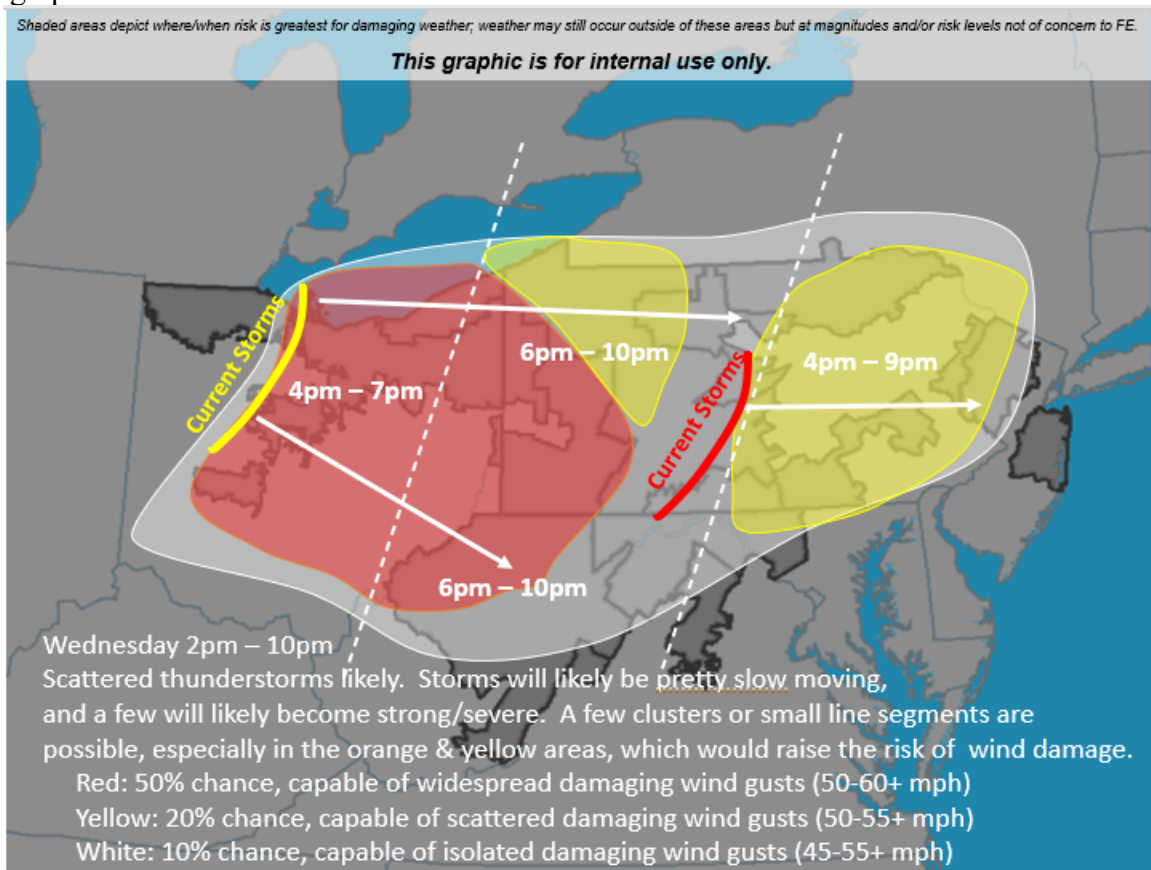 Shaded areas depict where/when risk is greatest for damaging weather; weather may still occur outside of these areas but at magnitudes and/or risk levels not of concern to FE.
This graphic is for internal use only.
Current Storms
4pm – 7pm
6pm – 10pm
Current Storms
4pm – 9pm
6pm – 10pm
Wednesday 2pm – 10pm
Scattered thunderstorms likely.  Storms will likely be pretty slow moving,
and a few will likely become strong/severe.  A few clusters or small line segments are
possible, especially in the orange & yellow areas, which would raise the risk of  wind damage.
Red: 50% chance, capable of widespread damaging wind gusts (50-60+ mph)
Yellow: 20% chance, capable of scattered damaging wind gusts (50-55+ mph)
White: 10% chance, capable of isolated damaging wind gusts (45-55+ mph)